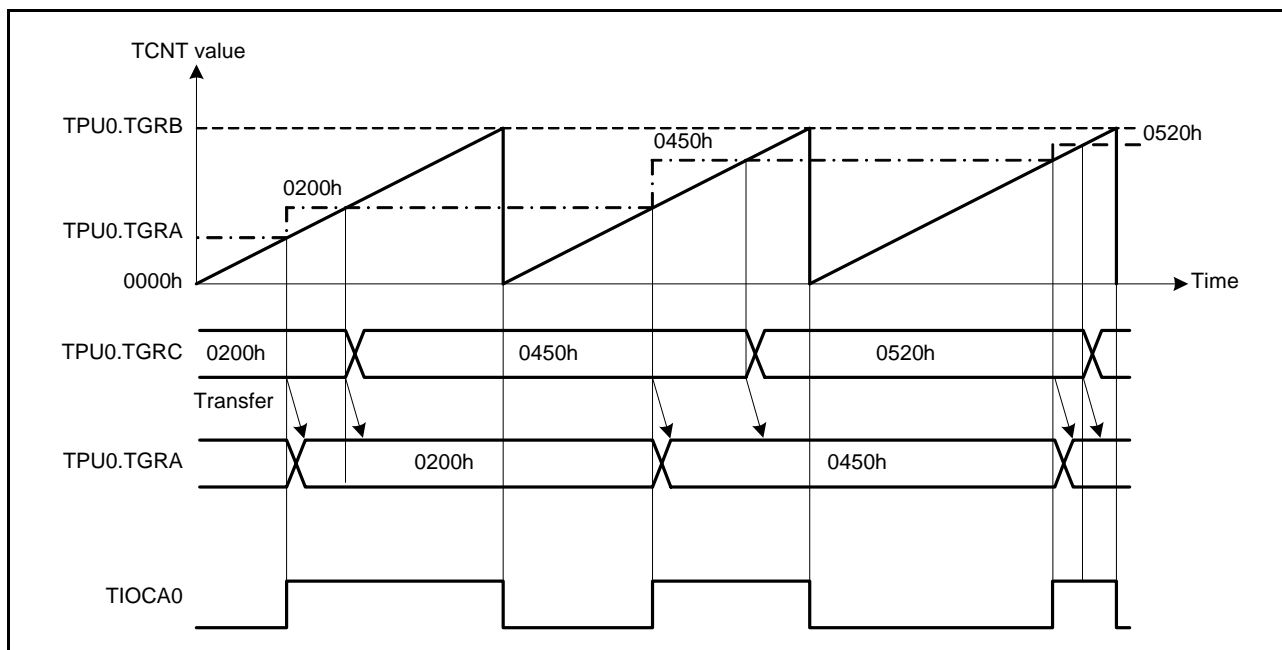 TCNT value
TPU0.TGRB
0520h
0450h
0200h
TPU0.TGRA
0000h
Time
TPU0.TGRC
0200h
0450h
0520h
Transfer
TPU0.TGRA
0200h
0450h
TIOCA0